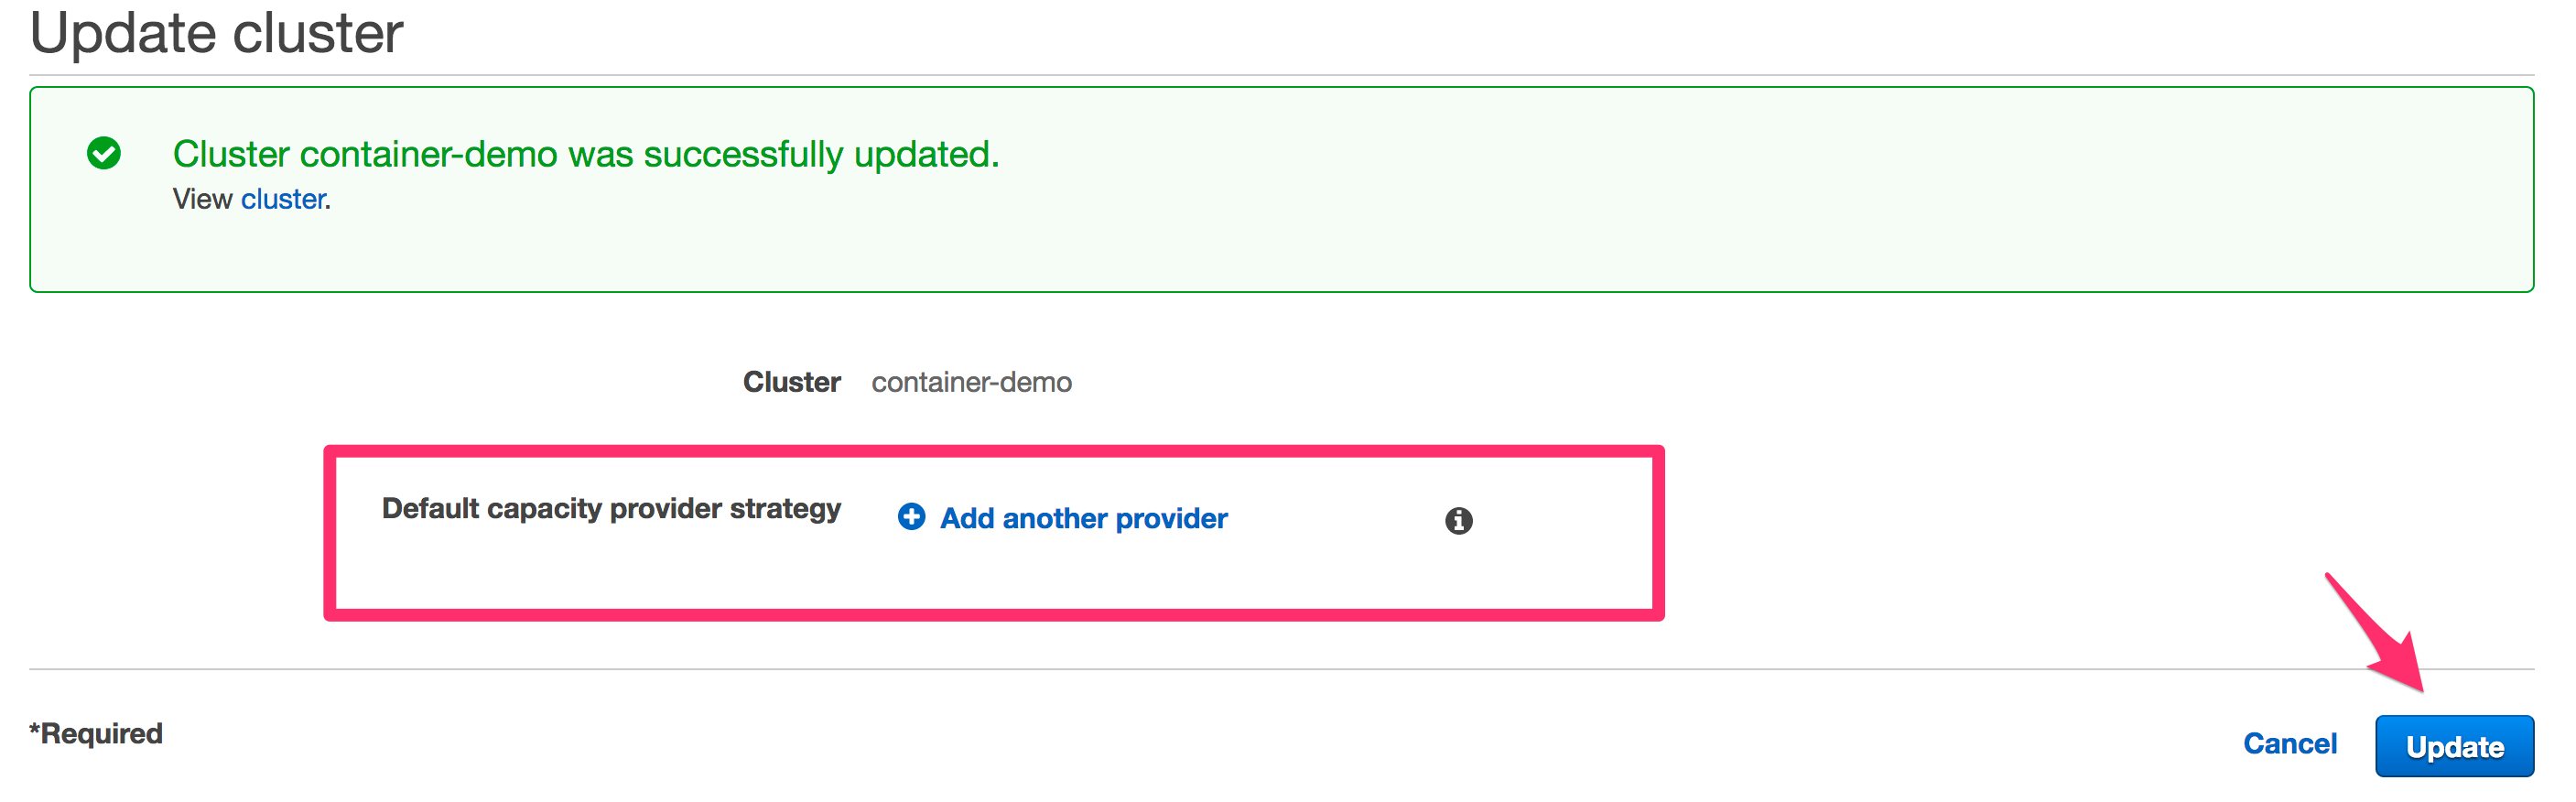 Update cluster
Cluster container-demo was successfully updated.
View cluster.
Cluster container-demo
Default capacity provider strategy Add another provider
*Required
Cancel Update